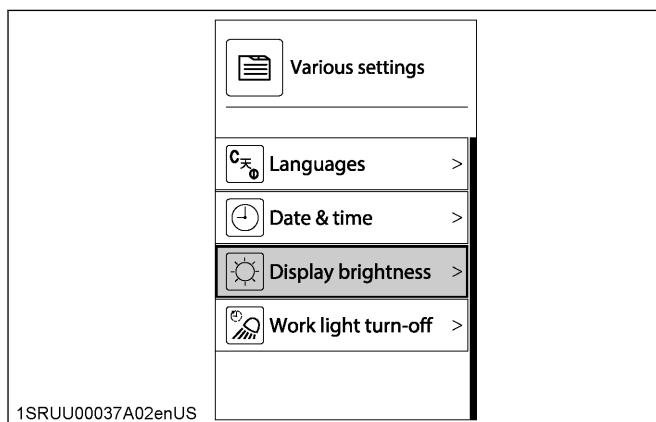 Various settings
Languages >
Date & time >
Display brightness >
Work light turn-off >
1SRUU00037A02enUS